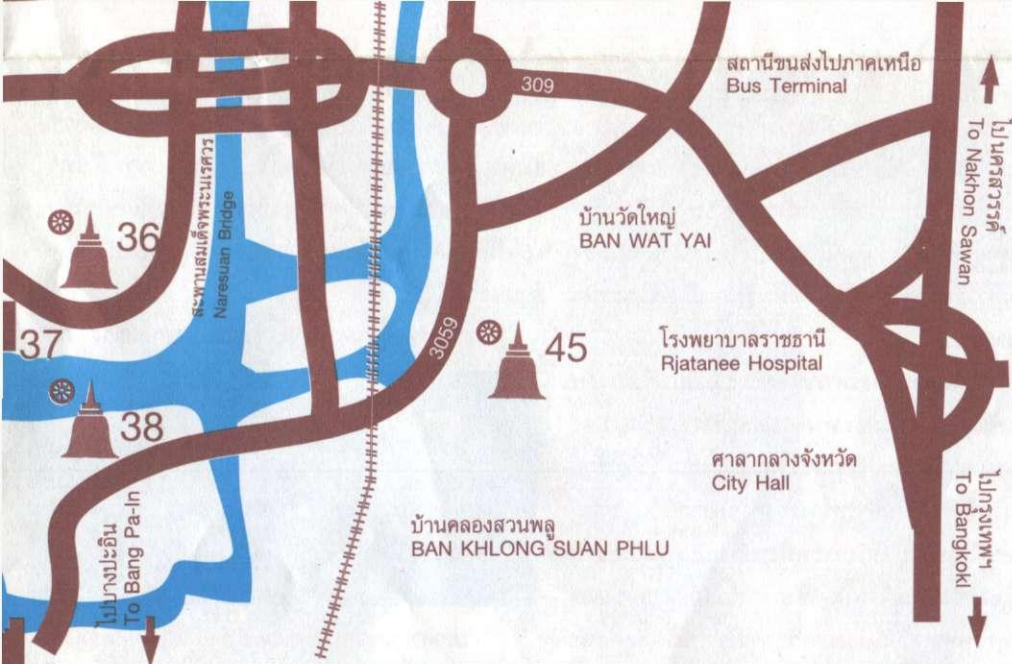 สถานีขนส่งไปภาคเหนือ
Bus Terminal
309
ไปนครสวรรค์
To Nakhon Sawan
สะพานสมเด็จพระนเรศวร
Naresuan Bridge
36
บ้านวัดใหญ่
BAN WAT YAI
37
3059
45
โรงพยาบาลราชธานี
Rjatanee Hospital
38
ศาลากลางจังหวัด
City Hall
ไปบางปะอิน
To Bang Pa-In
บ้านคลองสวนพลู
BAN KHLONG SUAN PHLU
ไปกรุงเทพฯ
To Bangkokl